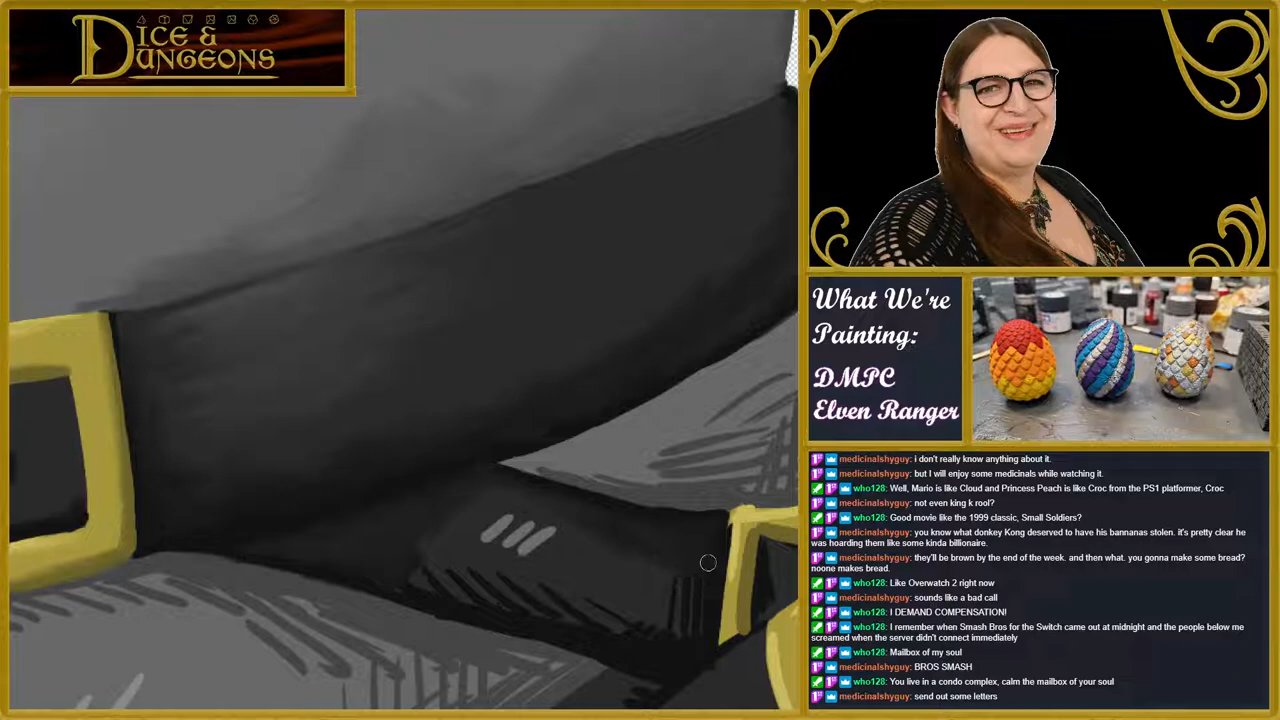 DICE &
DUNGEONS
What We're
Painting:
DMPC
Elven Ranger
medicinalshyguy: i don't really know anything about it.
medicinalshyguy: but I will enjoy some medicinals while watching it.
who128: Well, Mario is like Cloud and Princess Peach is like Croc from the PS1 platformer, Croc
medicinalshyguy: not even king k rool?
who128: Good movie like the 1999 classic, Small Soldiers?
medicinalshyguy: you know what donkey Kong deserved to have his bannanas stolen. it's pretty clear he
was hoarding them like some kinda billionaire.
medicinalshyguy: they'll be brown by the end of the week. and then what. you gonna make some bread?
noone makes bread.
who128: Like Overwatch 2 right now
medicinalshyguy: sounds like a bad call
who128: I DEMAND COMPENSATION!
who128: I remember when Smash Bros for the Switch came out at midnight and the people below me
screamed when the server didn't connect immediately
who128: Mailbox of my soul
medicinalshyguy: BROS SMASH
who128: You live in a condo complex, calm the mailbox of your soul
medicinalshyguy: send out some letters